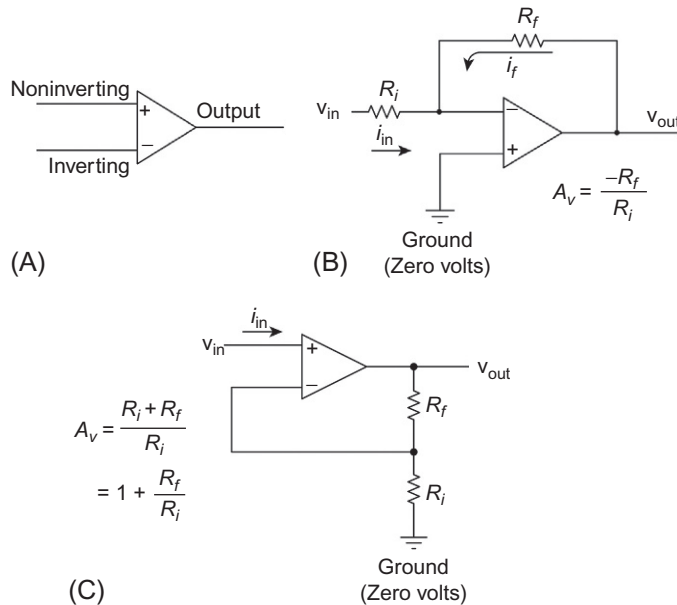 Noninverting
+
Output
−
Inverting
(A)
R_f
i_f
R_i
v_in
i_in
−
+
v_out
A_v = −R_f / R_i
Ground
(Zero volts)
(B)
i_in
v_in
+
−
v_out
R_f
R_i
A_v = R_i + R_f / R_i
= 1 + R_f / R_i
Ground
(Zero volts)
(C)